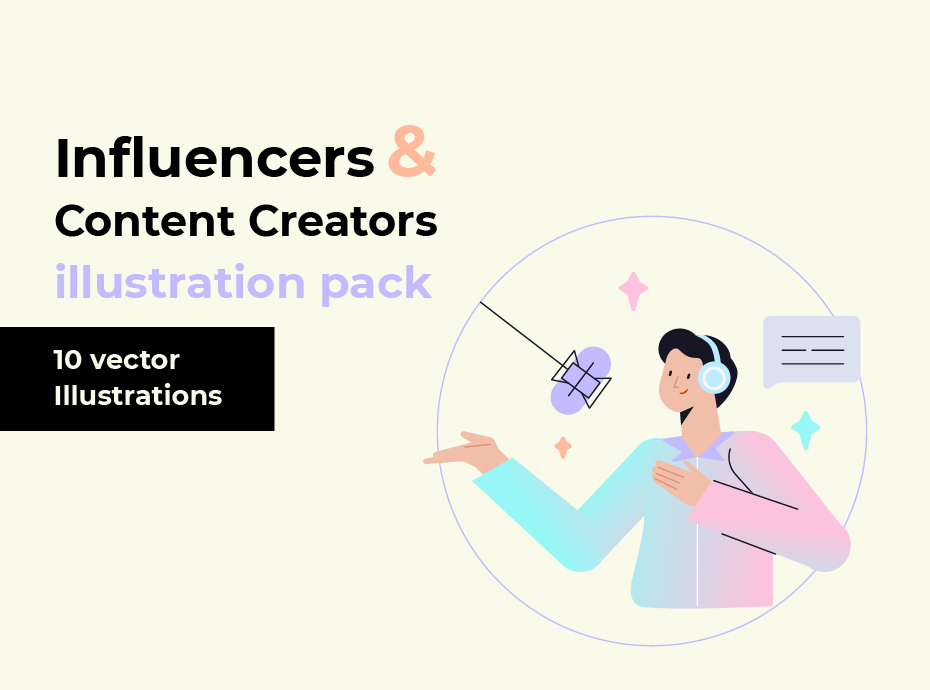 Influencers &
Content Creators
illustration pack
10 vector
Illustrations